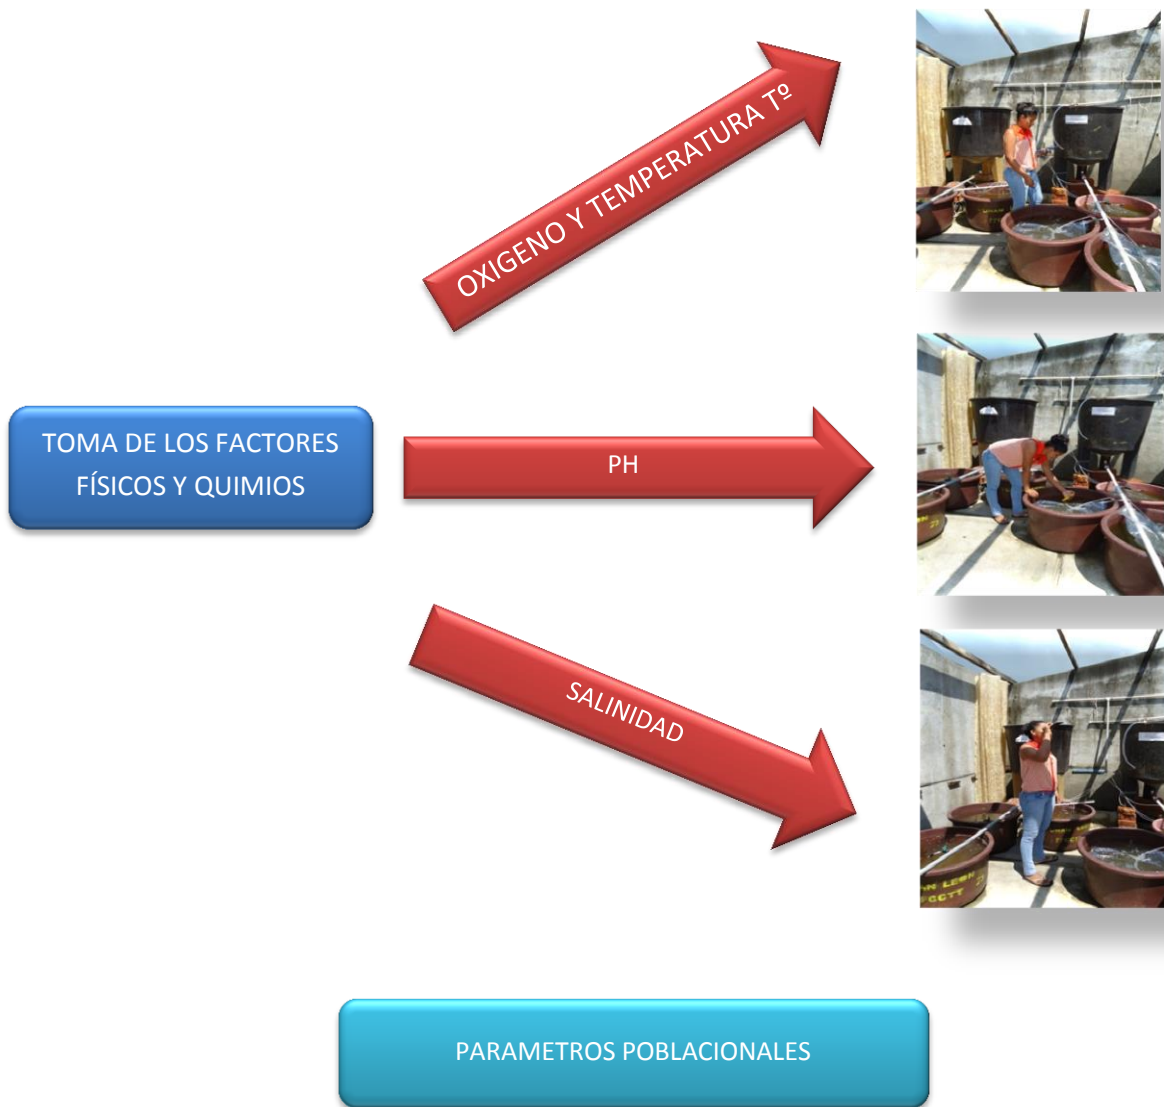 OXIGENO Y TEMPERATURA Tº
TOMA DE LOS FACTORES
FÍSICOS Y QUIMIOS
PH
SALINIDAD
PARAMETROS POBLACIONALES